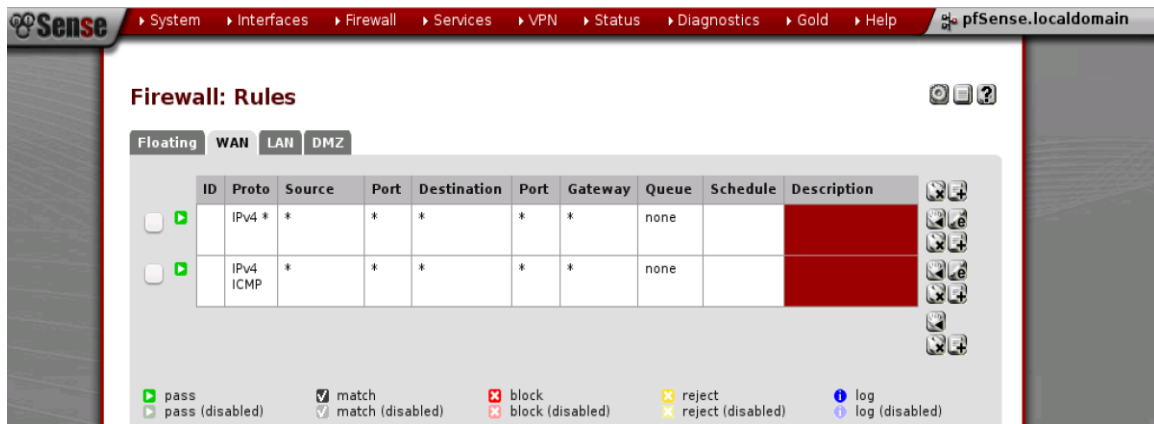 Sense
System Interfaces Firewall Services VPN Status Diagnostics Gold Help pfSense.localdomain
Firewall: Rules
Floating WAN LAN DMZ
ID Proto Source Port Destination Port Gateway Queue Schedule Description
IPv4 * * * * * * none
IPv4 ICMP * * * * * none
pass match block reject log
pass (disabled) match (disabled) block (disabled) reject (disabled) log (disabled)